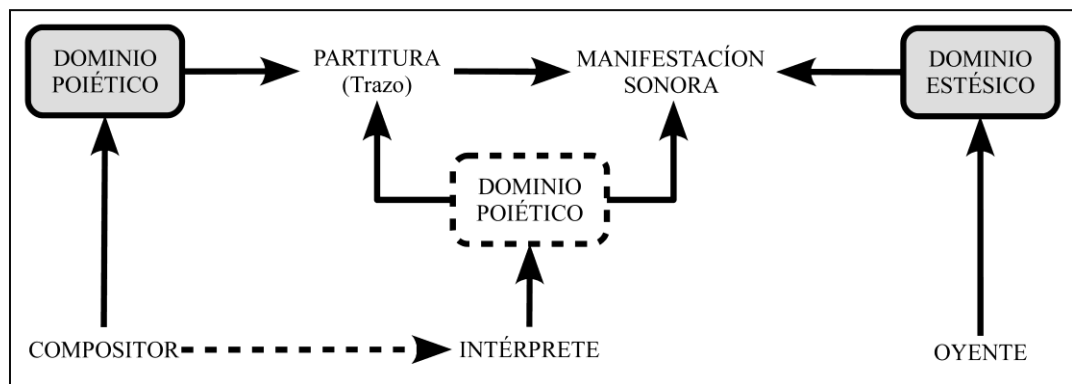 DOMINIO
POIÉTICO
PARTITURA
(Trazo)
MANIFESTACÍON
SONORA
DOMINIO
ESTÉSICO
DOMINIO
POIÉTICO
COMPOSITOR
INTÉRPRETE
OYENTE